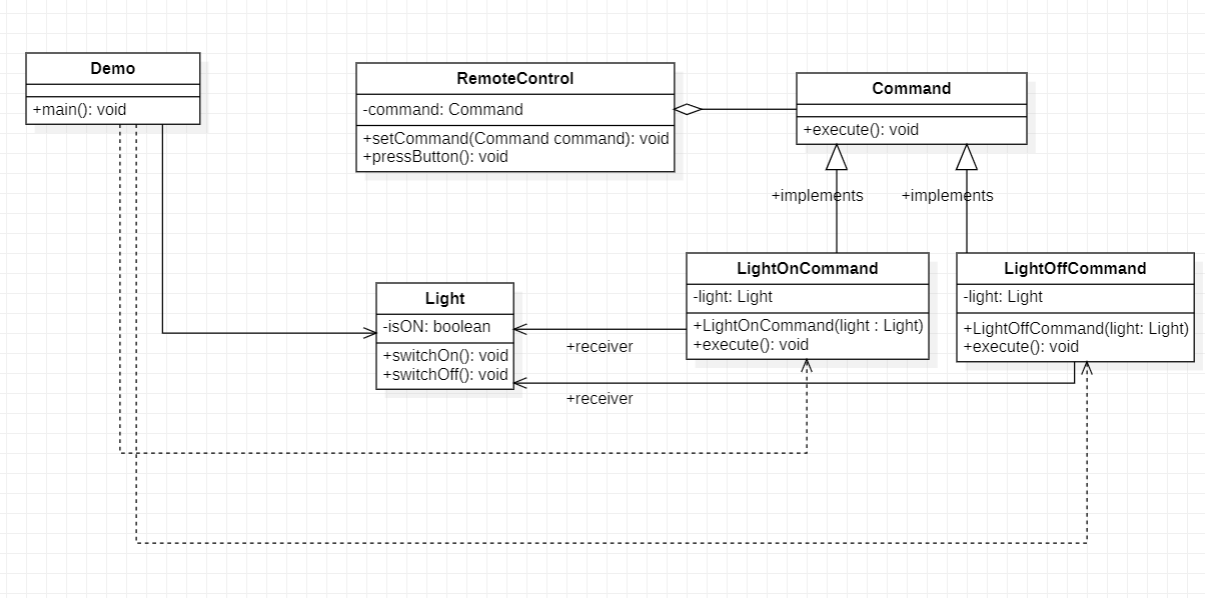 Demo
+main(): void
RemoteControl
-command: Command
+setCommand(Command command): void
+pressButton(): void
Command
+execute(): void
+implements
+implements
LightOnCommand
-light: Light
+LightOnCommand(light : Light)
+execute(): void
LightOffCommand
-light: Light
+LightOffCommand(light: Light)
+execute(): void
Light
-isON: boolean
+switchOn(): void
+switchOff(): void
+receiver
+receiver